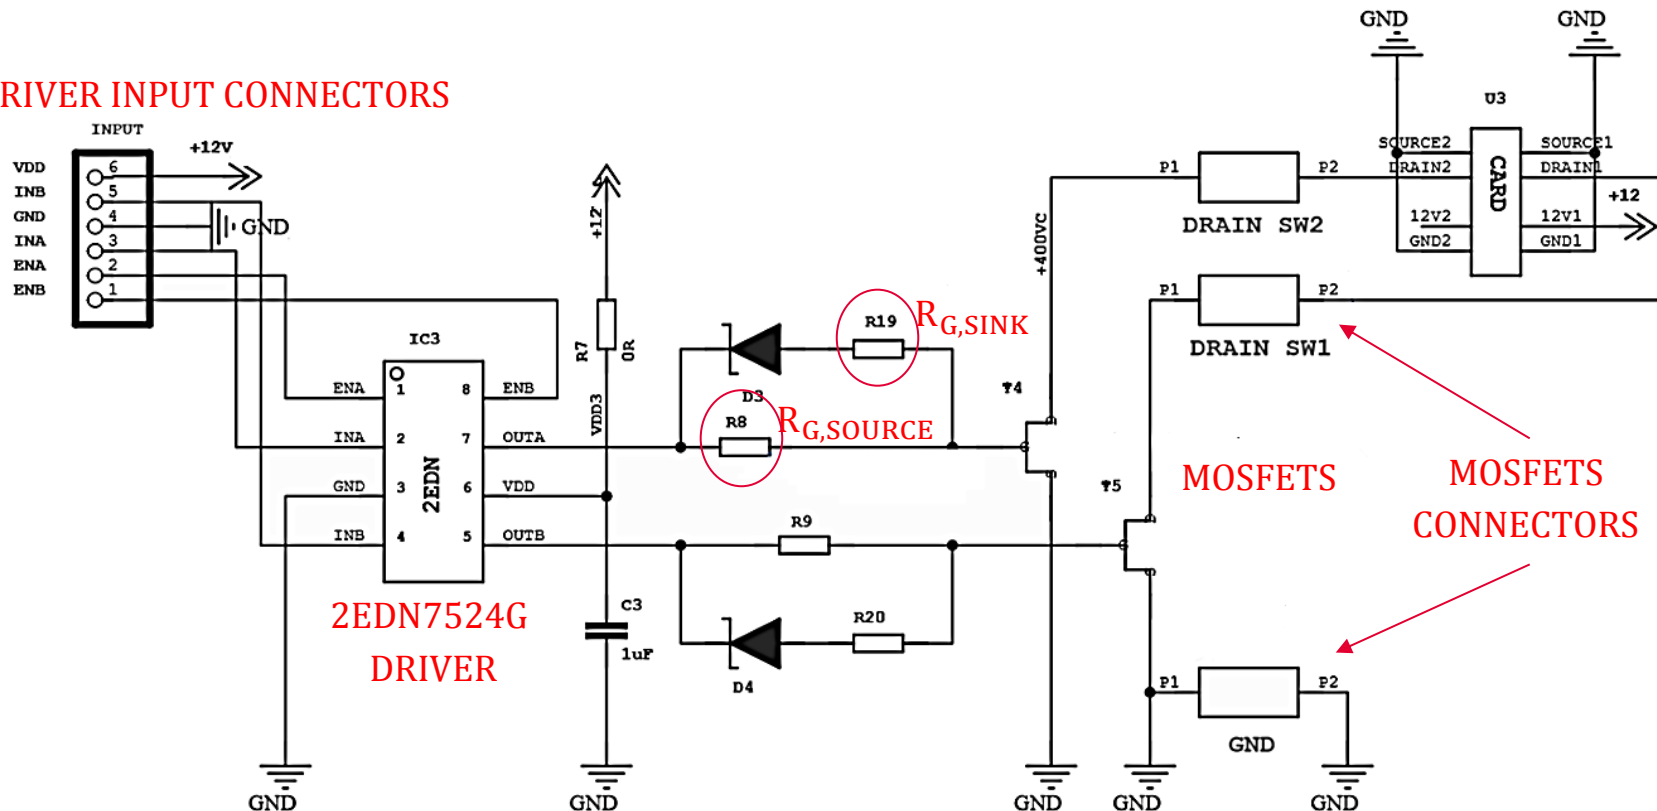 GND
GND
RIVER INPUT CONNECTORS
INPUT
U3
+12V
VDD
6
INB
5
GND
4
GND
INA
3
ENA
2
ENB
1
SOURCE2
SOURCE1
P1
P2
DRAIN2
DRAIN1
CARD
+12
12V2
12V1
DRAIN SW2
GND2
GND1
+12
+400VC
P1
P2
DRAIN SW1
IC3
R7
0R
R19
RG,SINK
D3
R8
RG,SOURCE
T4
VDD3
ENA
1
8
ENB
INA
2
7
OUTA
GND
3
6
VDD
INB
4
5
OUTB
2EDN
R9
T5
MOSFETS
MOSFETS
CONNECTORS
2EDN7524G
DRIVER
C3
1uF
R20
D4
P1
P2
GND
GND
GND
GND
GND
GND